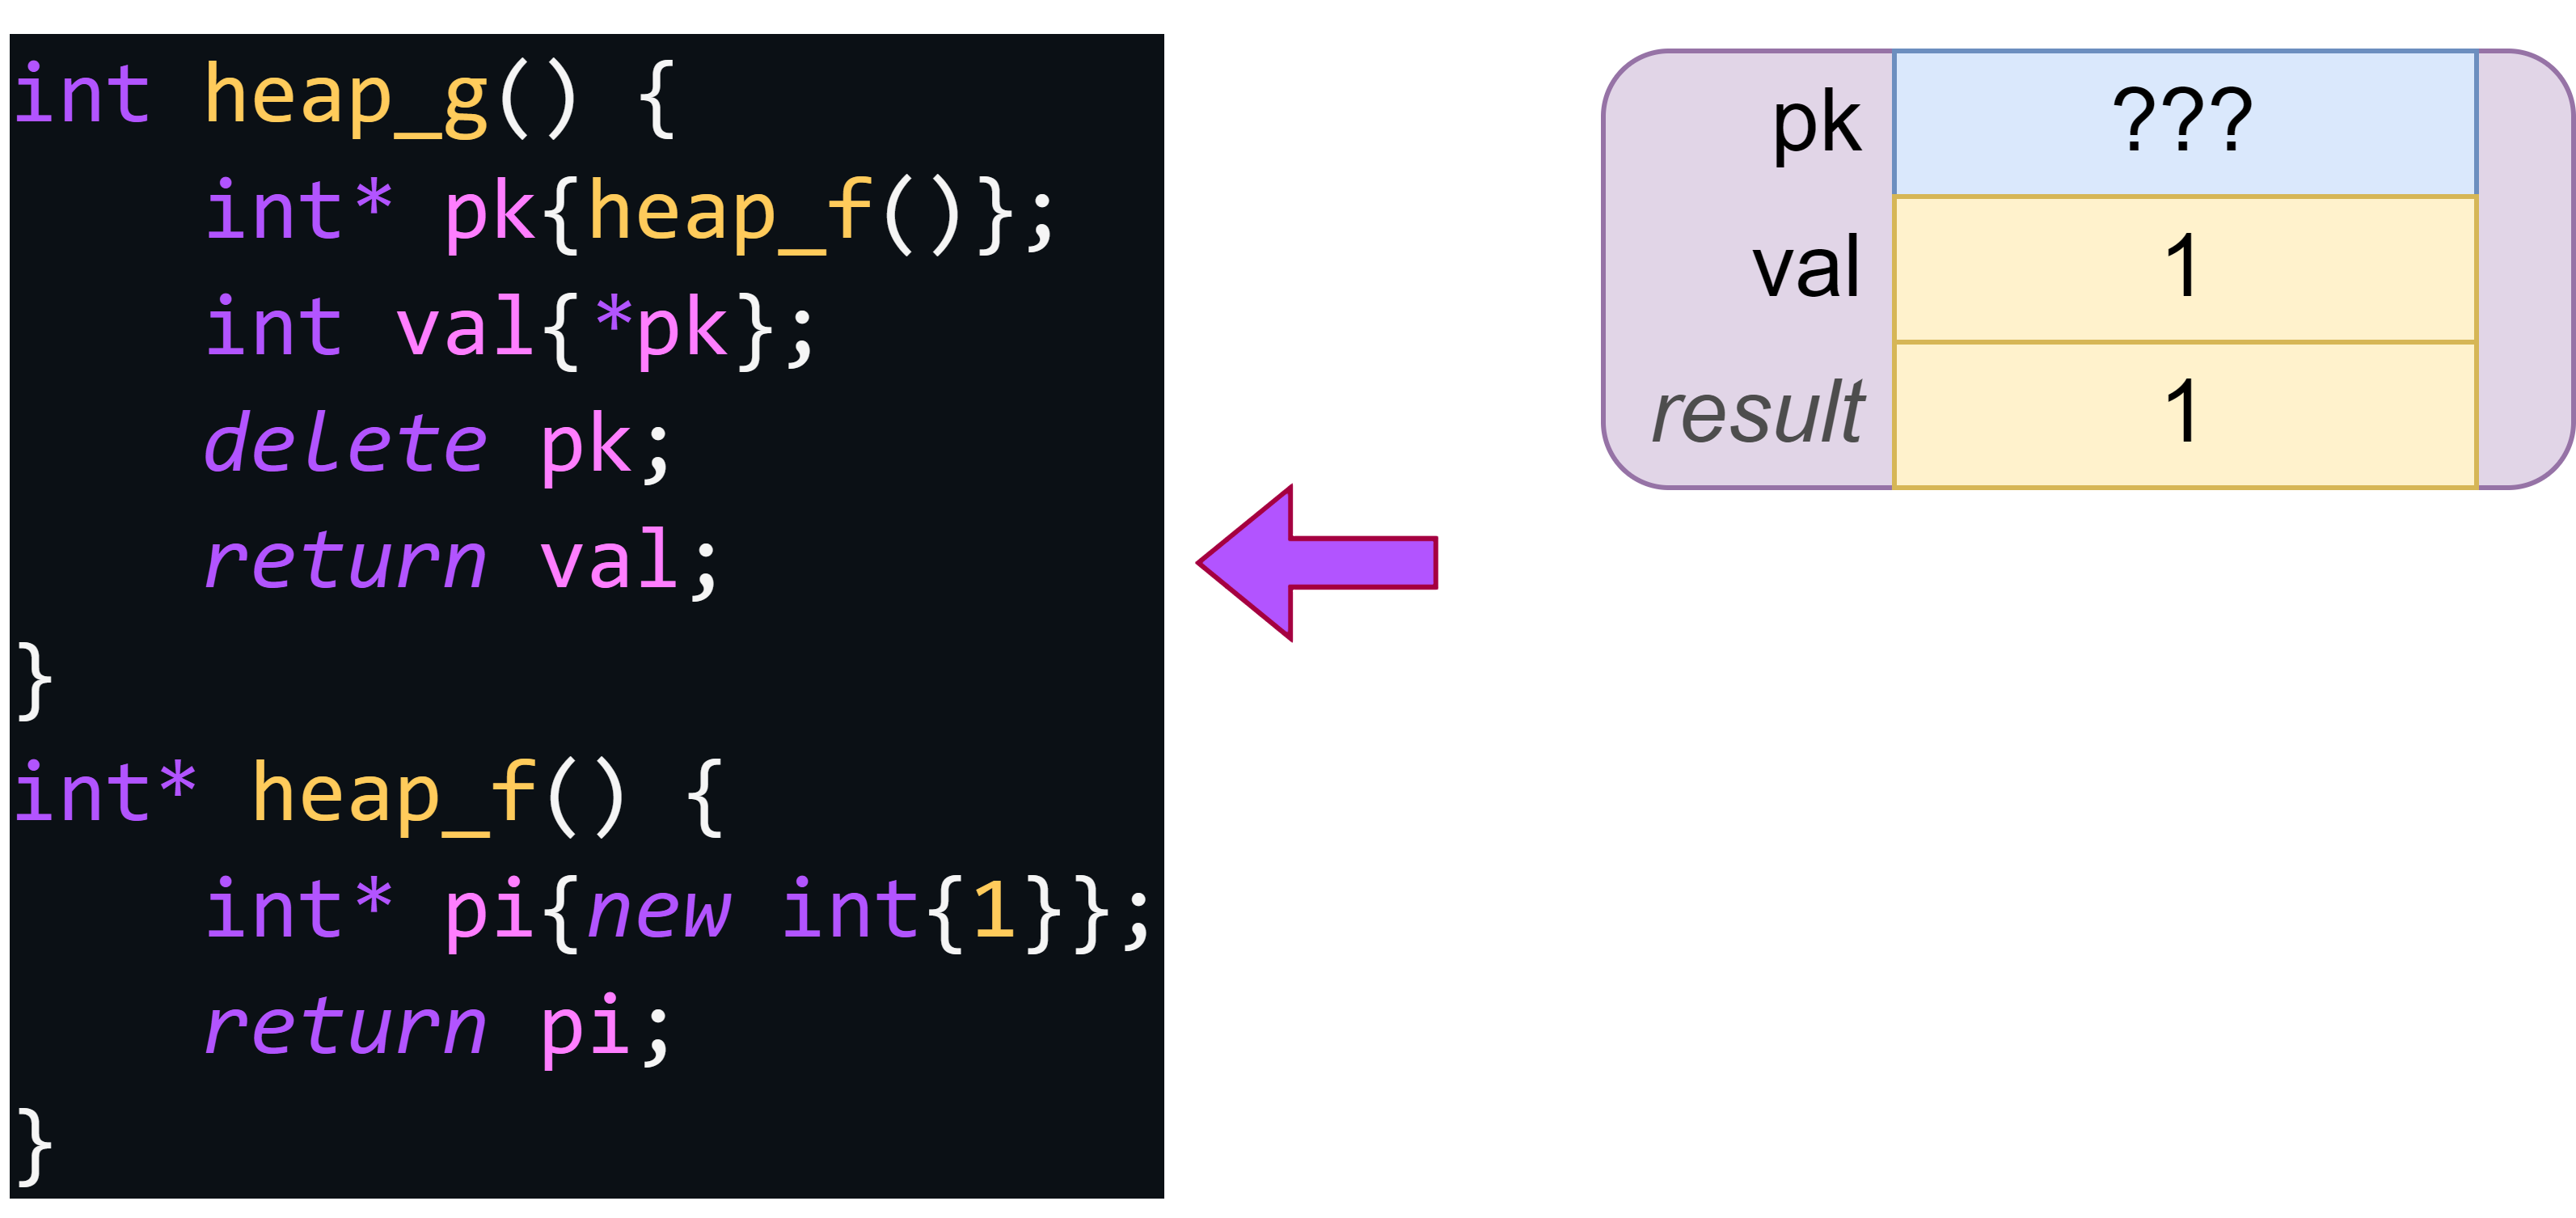 int heap_g() {
    int* pk{heap_f()};
    int val{*pk};
    delete pk;
    return val;
}
int* heap_f() {
    int* pi{new int{1}};
    return pi;
}
pk ???
val 1
result 1